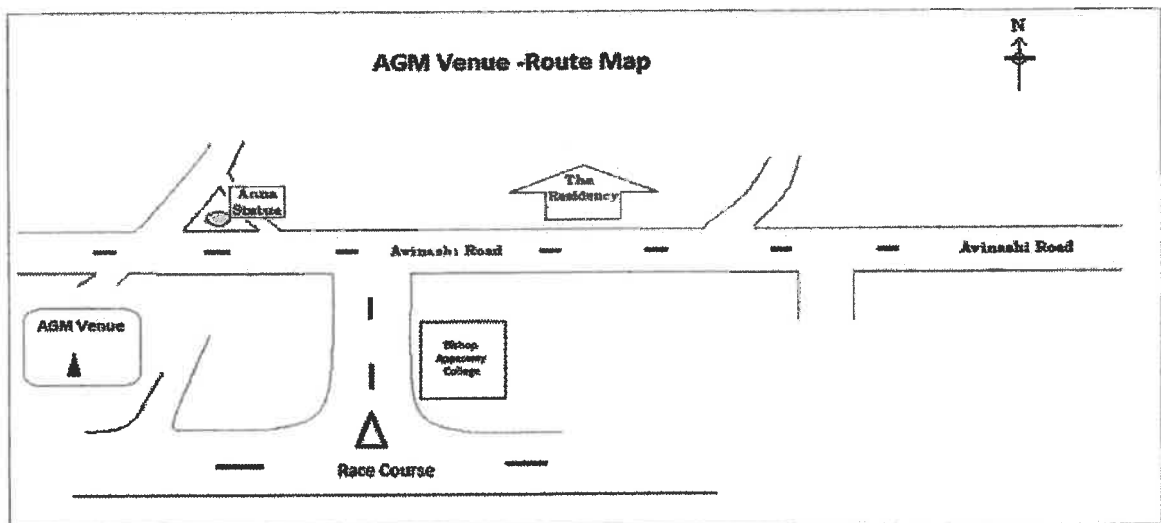 N
AGM Venue -Route Map
Anna
Statue
The
Residency
Avinashi Road
Avinashi Road
AGM Venue
Bishop
Appasamy
College
Race Course